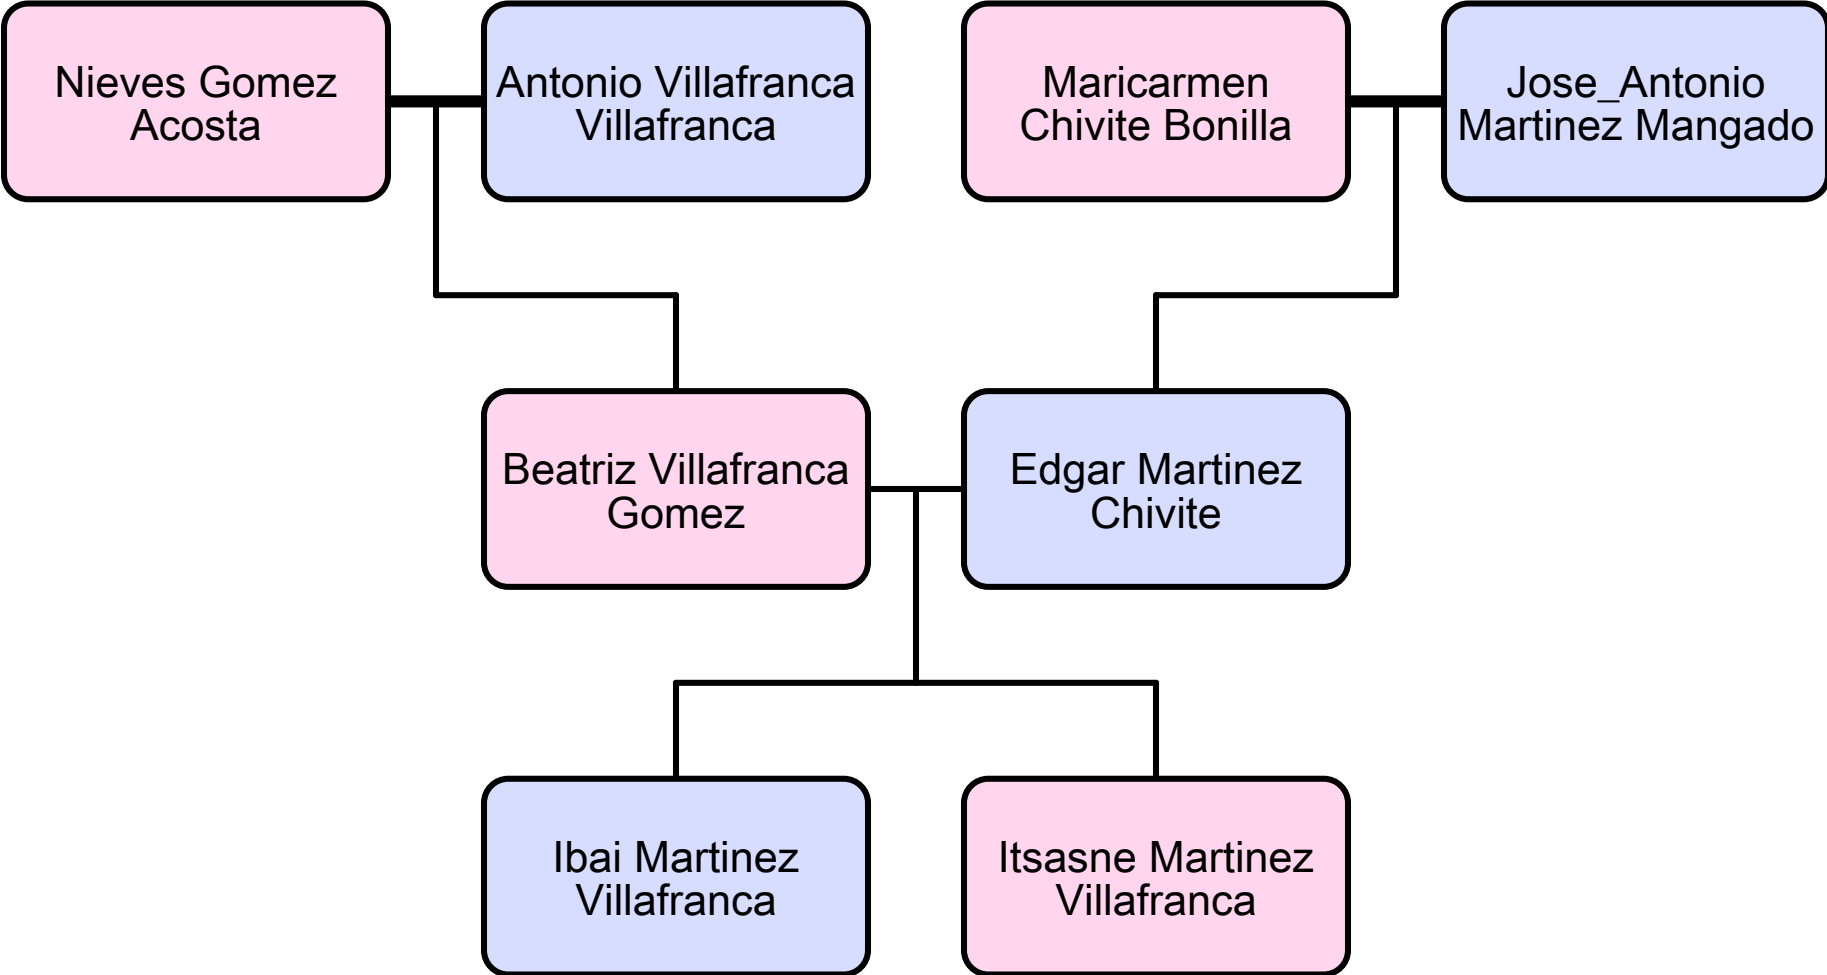 Nieves Gomez
Acosta
Antonio Villafranca
Villafranca
Maricarmen
Chivite Bonilla
Jose_Antonio
Martinez Mangado
Beatriz Villafranca
Gomez
Edgar Martinez
Chivite
Ibai Martinez
Villafranca
Itsasne Martinez
Villafranca